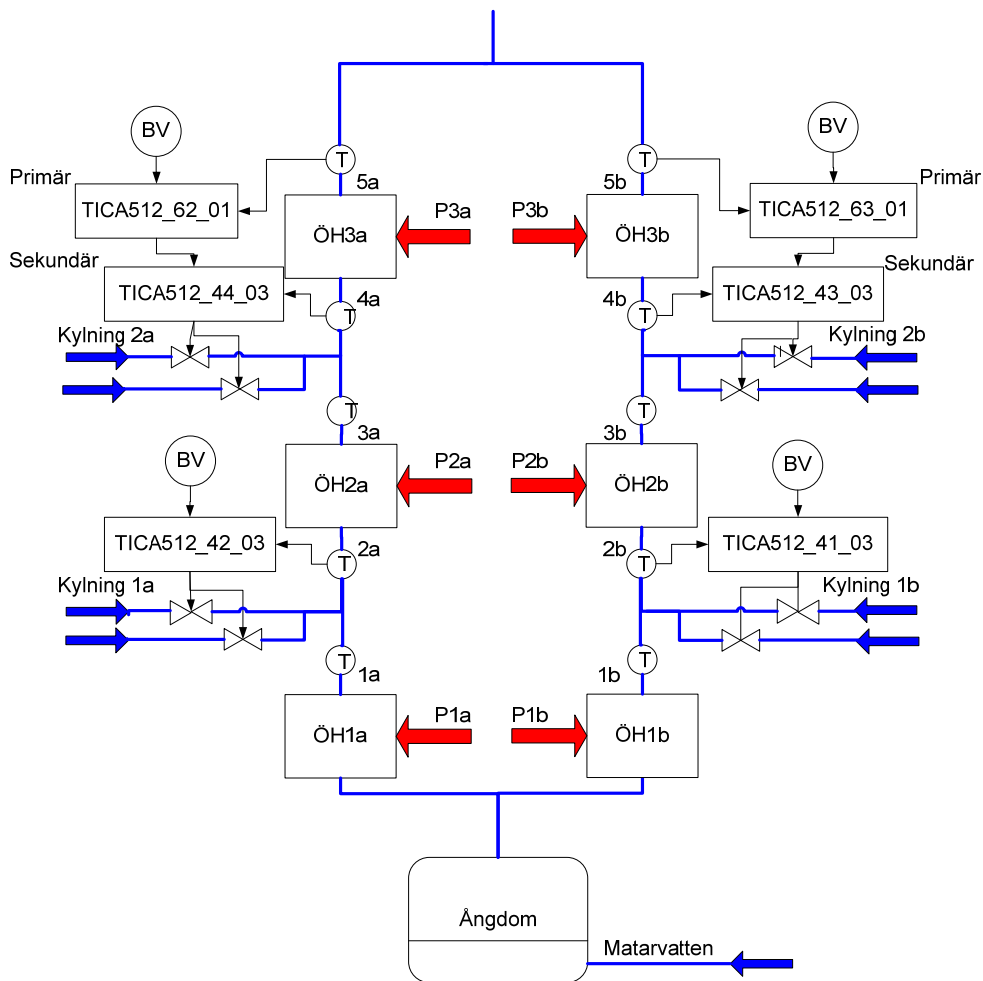 BV
BV
T
T
Primär
Primär
5a
5b
TICA512_62_01
TICA512_63_01
P3a
P3b
ÖH3a
ÖH3b
Sekundär
Sekundär
TICA512_44_03
TICA512_43_03
4a
4b
T
T
Kylning 2a
Kylning 2b
T
T
3a
3b
BV
BV
P2a
P2b
ÖH2a
ÖH2b
TICA512_42_03
TICA512_41_03
2a
2b
T
T
Kylning 1a
Kylning 1b
T
T
1a
1b
P1a
P1b
ÖH1a
ÖH1b
Ångdom
Matarvatten